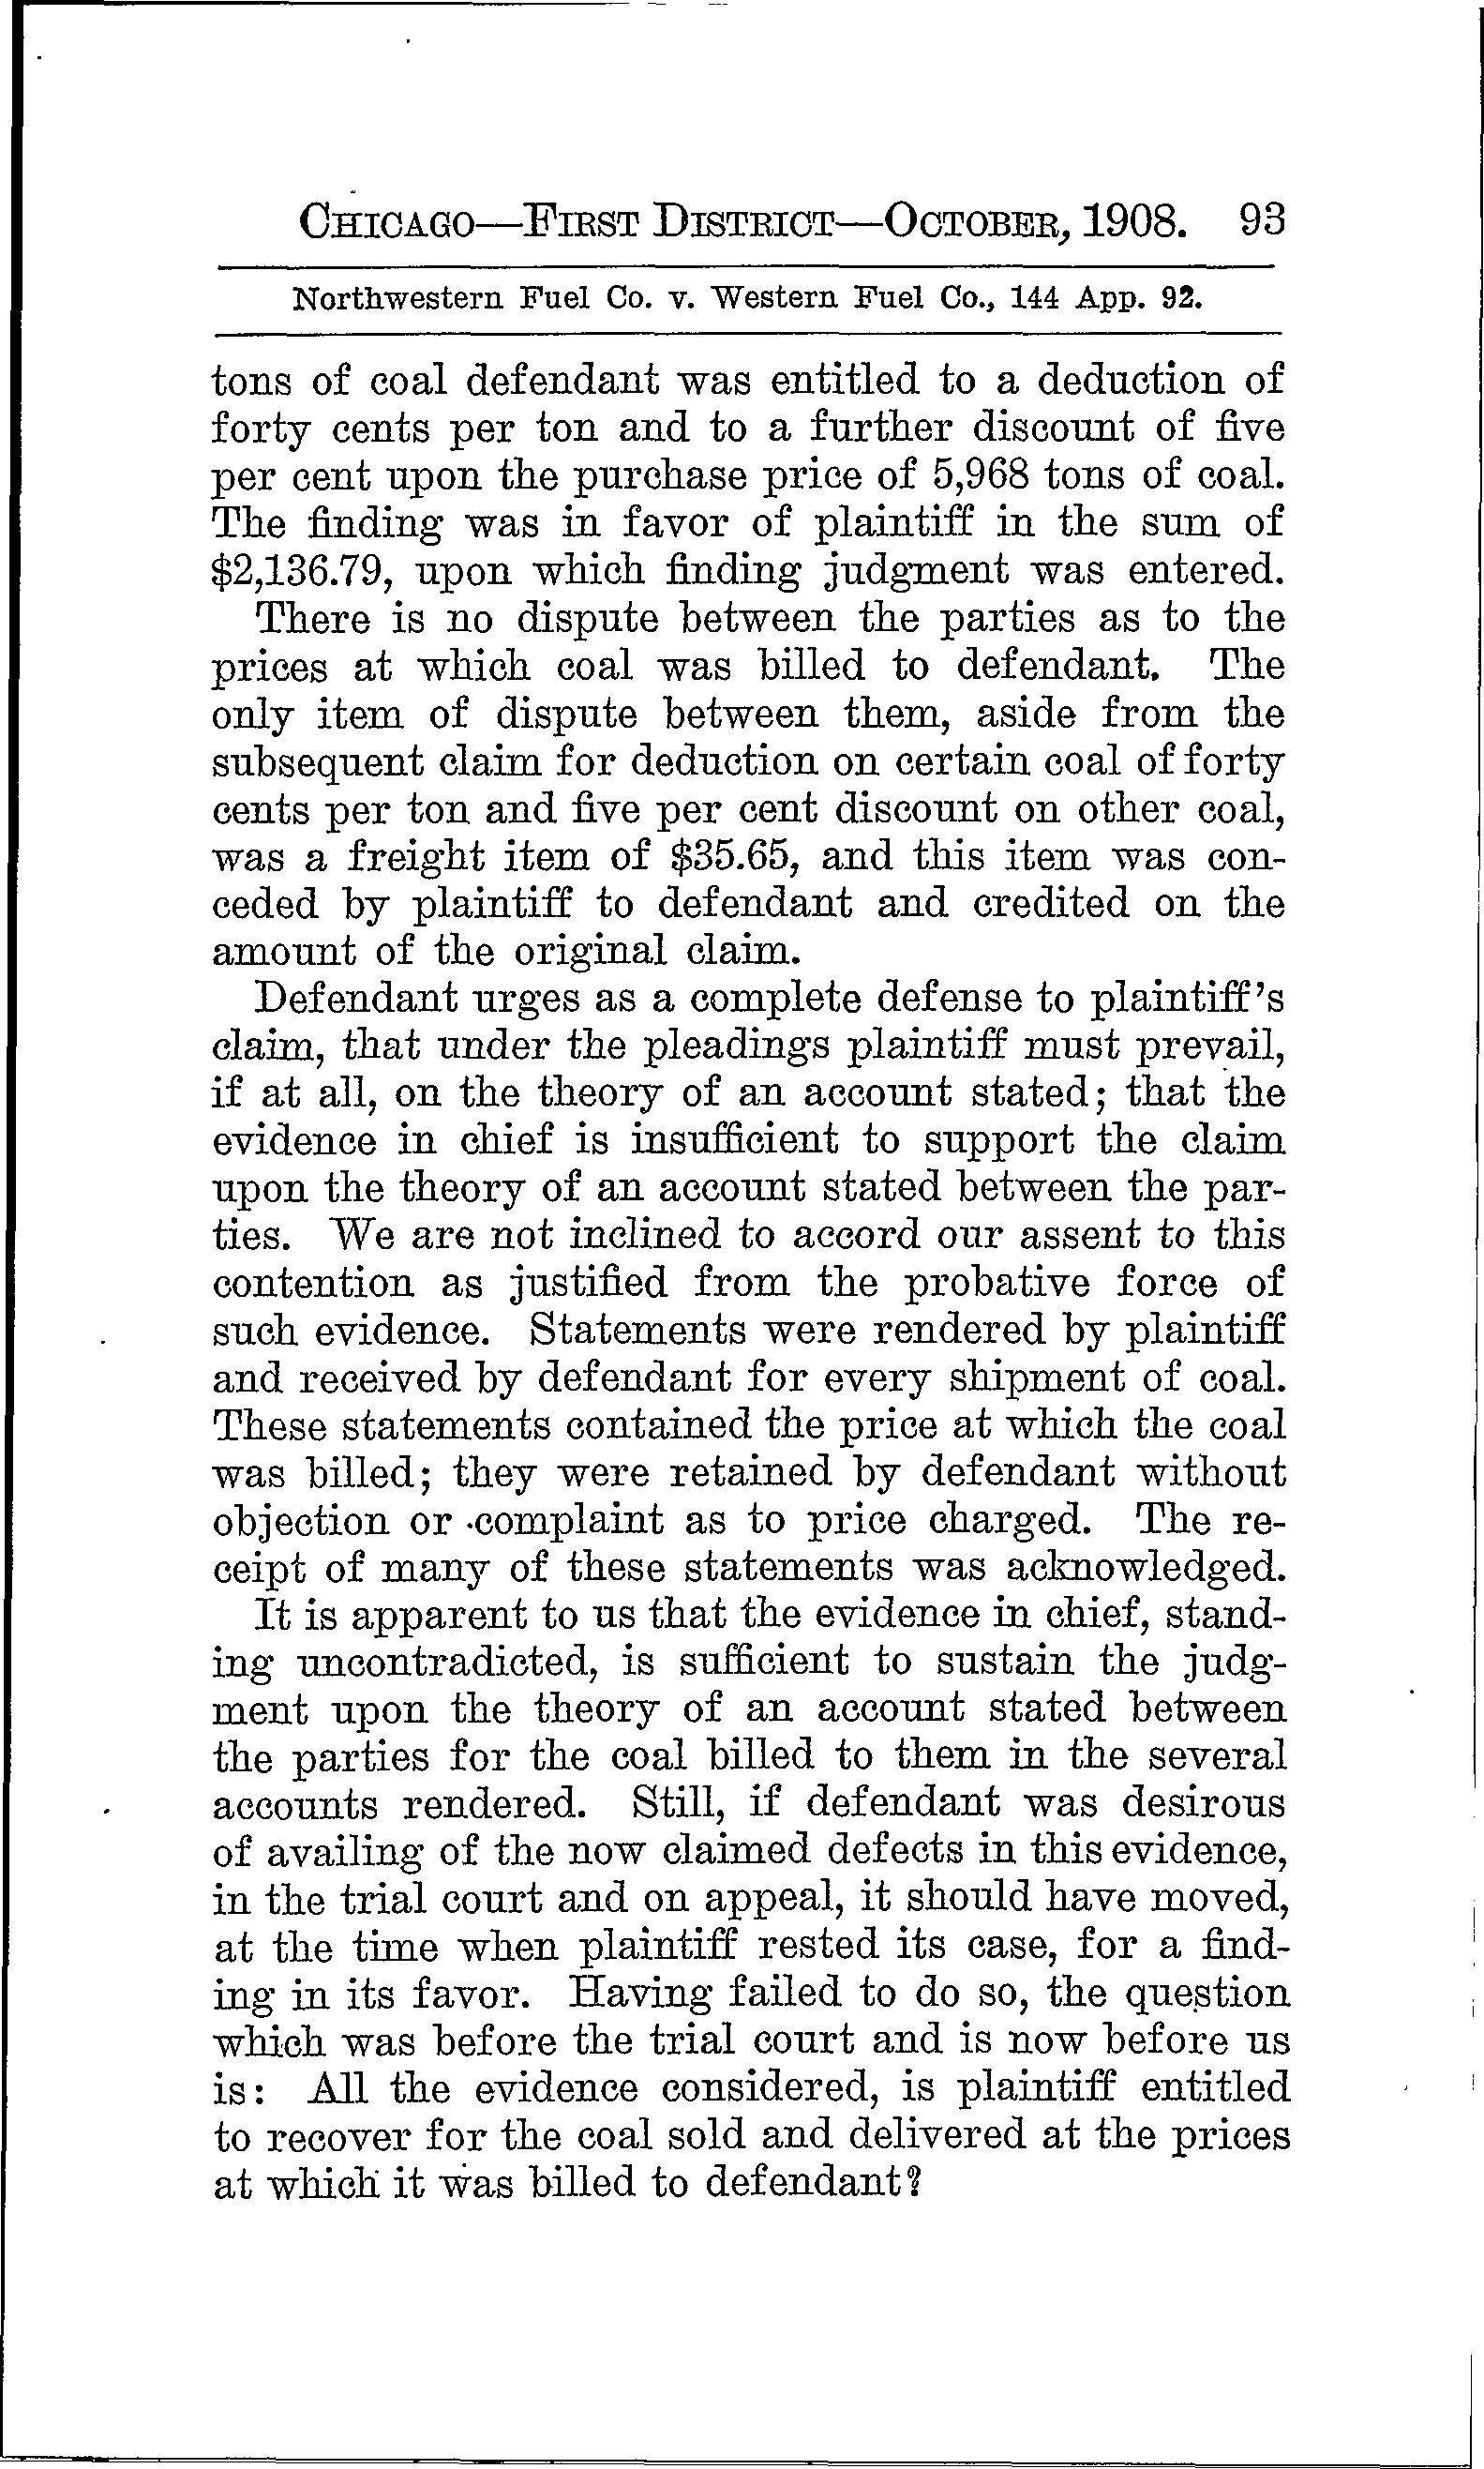 CHICAGO—FIRST DISTRICT—OCTOBER, 1908. 93
Northwestern Fuel Co. v. Western Fuel Co., 144 App. 92.
tons of coal defendant was entitled to a deduction of
forty cents per ton and to a further discount of five
per cent upon the purchase price of 5,968 tons of coal.
The finding was in favor of plaintiff in the sum of
$2,136.79, upon which finding judgment was entered.
There is no dispute between the parties as to the
prices at which coal was billed to defendant. The
only item of dispute between them, aside from the
subsequent claim for deduction on certain coal of forty
cents per ton and five per cent discount on other coal,
was a freight item of $35.65, and this item was con-
ceded by plaintiff to defendant and credited on the
amount of the original claim.
Defendant urges as a complete defense to plaintiff's
claim, that under the pleadings plaintiff must prevail,
if at all, on the theory of an account stated; that the
evidence in chief is insufficient to support the claim
upon the theory of an account stated between the par-
ties. We are not inclined to accord our assent to this
contention as justified from the probative force of
such evidence. Statements were rendered by plaintiff
and received by defendant for every shipment of coal.
These statements contained the price at which the coal
was billed; they were retained by defendant without
objection or complaint as to price charged. The re-
ceipt of many of these statements was acknowledged.
It is apparent to us that the evidence in chief, stand-
ing uncontradicted, is sufficient to sustain the judg-
ment upon the theory of an account stated between
the parties for the coal billed to them in the several
accounts rendered. Still, if defendant was desirous
of availing of the now claimed defects in this evidence,
in the trial court and on appeal, it should have moved,
at the time when plaintiff rested its case, for a find-
ing in its favor. Having failed to do so, the question
which was before the trial court and is now before us
is: All the evidence considered, is plaintiff entitled
to recover for the coal sold and delivered at the prices
at which it was billed to defendant?